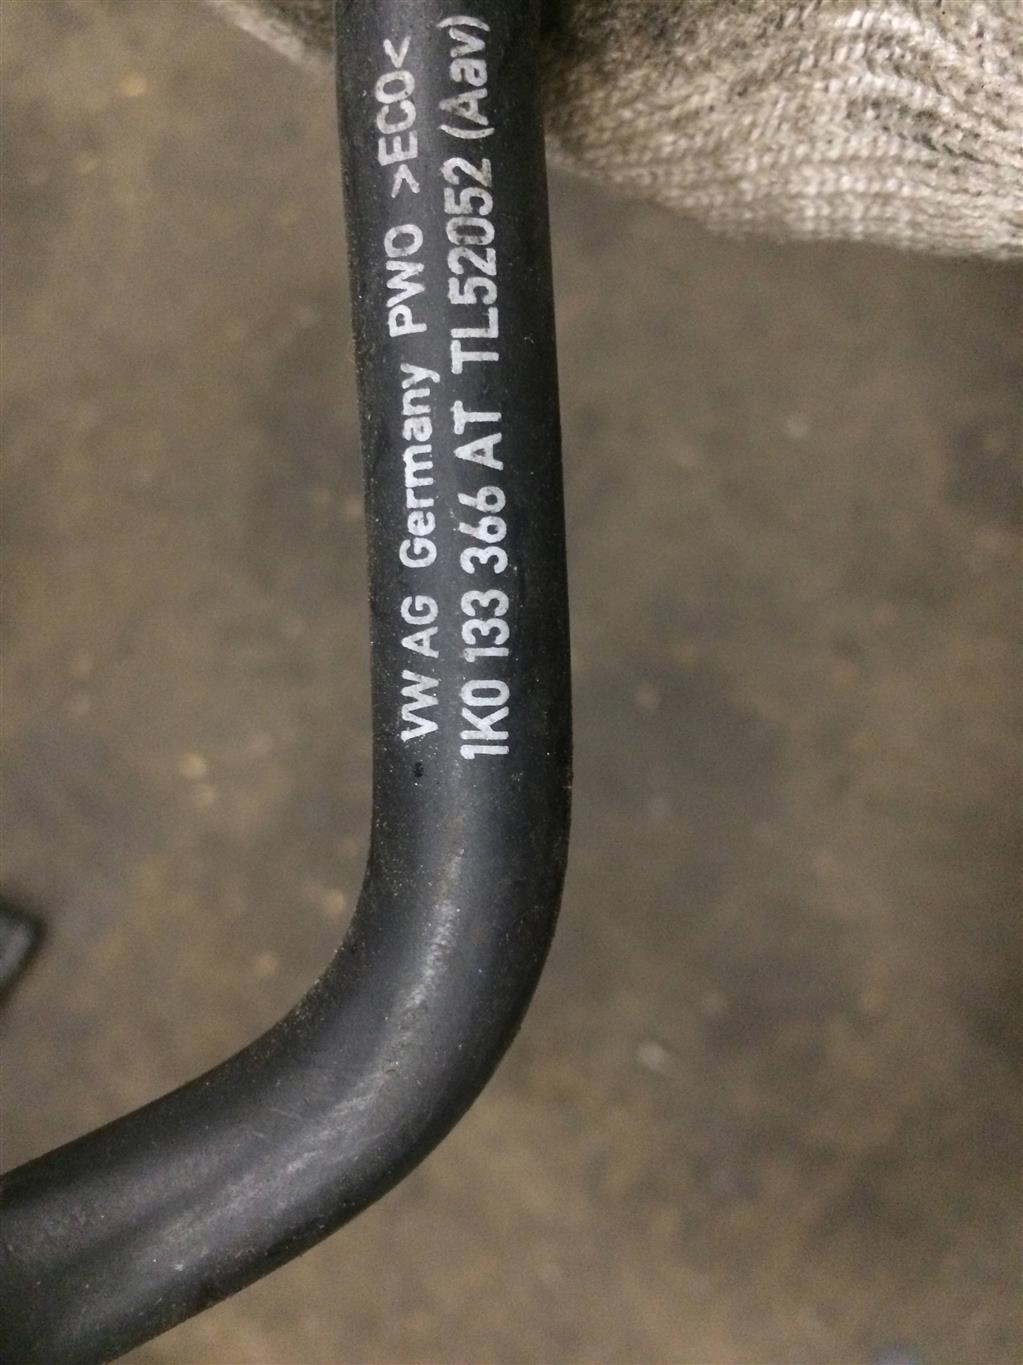 VW AG Germany PWO >ECO<
1K0 133 366 AT TL52052 (Aav)